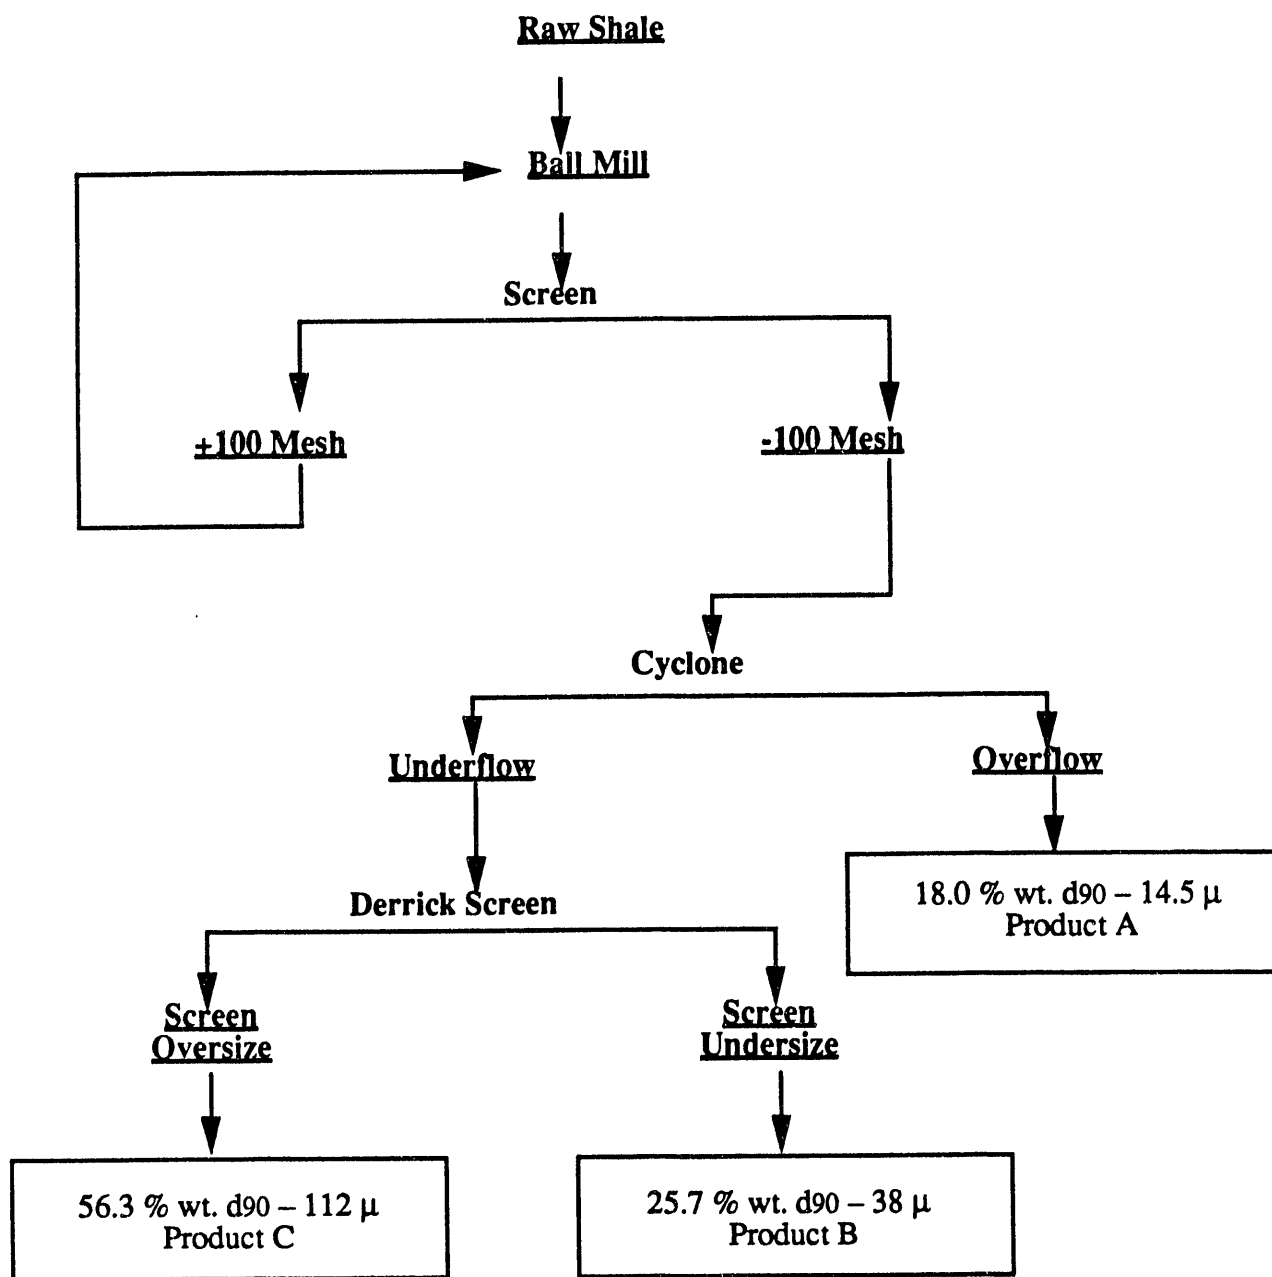 Raw Shale
Ball Mill
Screen
+100 Mesh
-100 Mesh
Cyclone
Underflow
Overflow
18.0 % wt. d90 – 14.5 μ
Product A
Derrick Screen
Screen
Oversize
Screen
Undersize
56.3 % wt. d90 – 112 μ
Product C
25.7 % wt. d90 – 38 μ
Product B